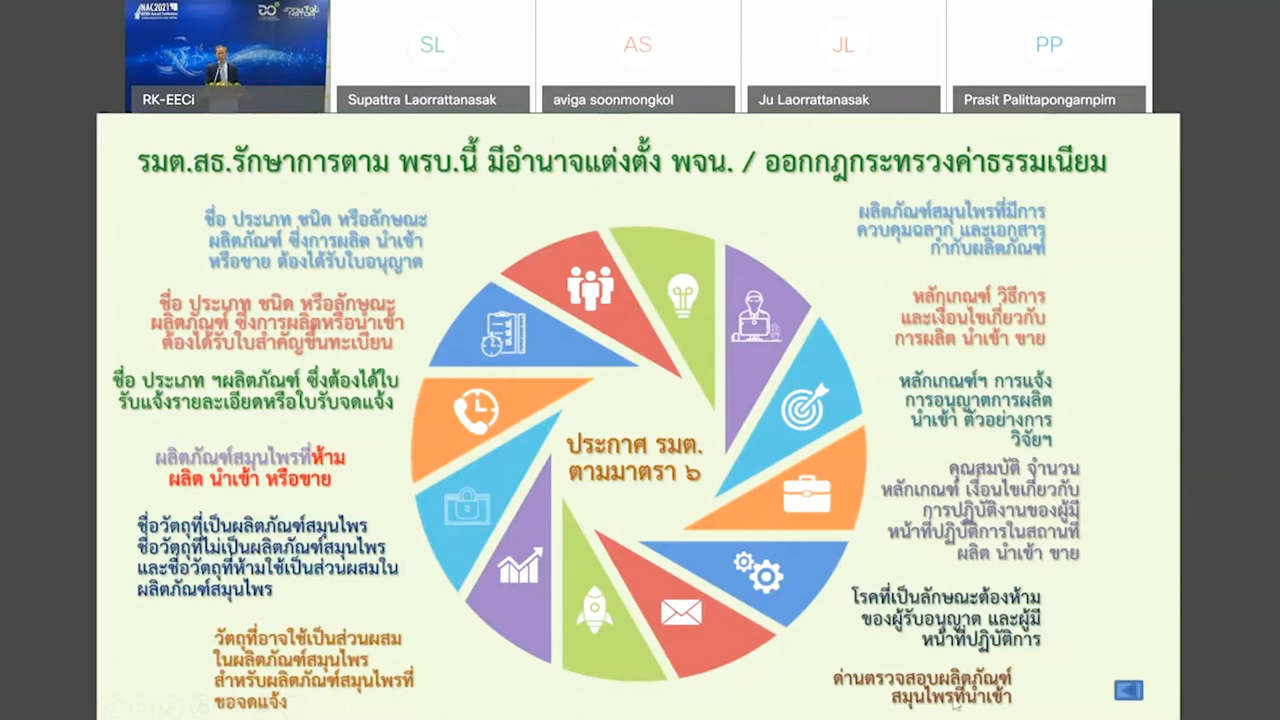 NAC2021
SL
AS
JL
PP
RK-EECi
Supattra Laorrattanasak
aviga soonmongkol
Ju Laorrattanasak
Prasit Palittapongarnpim
รมต.สธ.รักษาการตาม พรบ.นี้ มีอำนาจแต่งตั้ง พจน. / ออกกฎกระทรวงค่าธรรมเนียม
ชื่อ ประเภท ชนิด หรือลักษณะ
ผลิตภัณฑ์ ซึ่งการผลิต นำเข้า
หรือขาย ต้องได้รับใบอนุญาต
ชื่อ ประเภท ชนิด หรือลักษณะ
ผลิตภัณฑ์ ซึ่งการผลิตหรือนำเข้า
ต้องได้รับใบสำคัญขึ้นทะเบียน
ชื่อ ประเภท ฯผลิตภัณฑ์ ซึ่งต้องได้ใบ
รับแจ้งรายละเอียดหรือใบรับจดแจ้ง
ผลิตภัณฑ์สมุนไพรที่ห้าม
ผลิต นำเข้า หรือขาย
ชื่อวัตถุที่เป็นผลิตภัณฑ์สมุนไพร
ชื่อวัตถุที่ไม่เป็นผลิตภัณฑ์สมุนไพร
และชื่อวัตถุที่ห้ามใช้เป็นส่วนผสมใน
ผลิตภัณฑ์สมุนไพร
วัตถุที่อาจใช้เป็นส่วนผสม
ในผลิตภัณฑ์สมุนไพร
สำหรับผลิตภัณฑ์สมุนไพรที่
ขอจดแจ้ง
ประกาศ รมต.
ตามมาตรา ๖
ผลิตภัณฑ์สมุนไพรที่มีการ
ควบคุมฉลาก และเอกสาร
กำกับผลิตภัณฑ์
หลักเกณฑ์ วิธีการ
และเงื่อนไขเกี่ยวกับ
การผลิต นำเข้า ขาย
หลักเกณฑ์ฯ การแจ้ง
การอนุญาตการผลิต
นำเข้า ตัวอย่างการ
วิจัยฯ
คุณสมบัติ จำนวน
หลักเกณฑ์ เงื่อนไขเกี่ยวกับ
การปฏิบัติงานของผู้มี
หน้าที่ปฏิบัติการในสถานที่
ผลิต นำเข้า ขาย
โรคที่เป็นลักษณะต้องห้าม
ของผู้รับอนุญาต และผู้มี
หน้าที่ปฏิบัติการ
ด่านตรวจสอบผลิตภัณฑ์
สมุนไพรที่นำเข้า